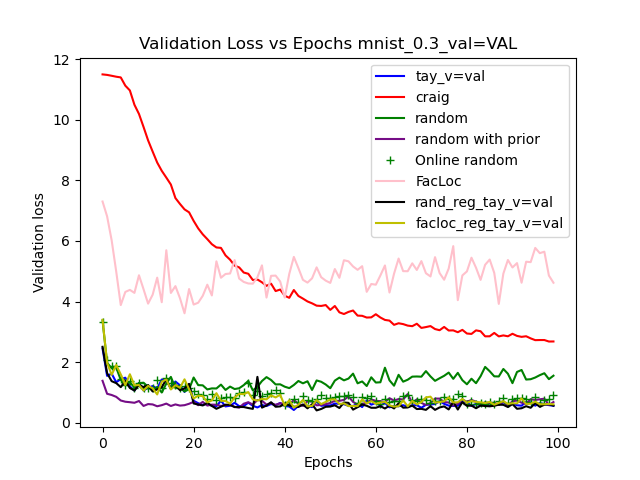 Validation Loss vs Epochs mnist_0.3_val=VAL
Validation loss
12
10
8
6
4
2
0
tay_v=val
craig
random
random with prior
Online random
FacLoc
rand_reg_tay_v=val
facloc_reg_tay_v=val
0 20 40 60 80 100
Epochs